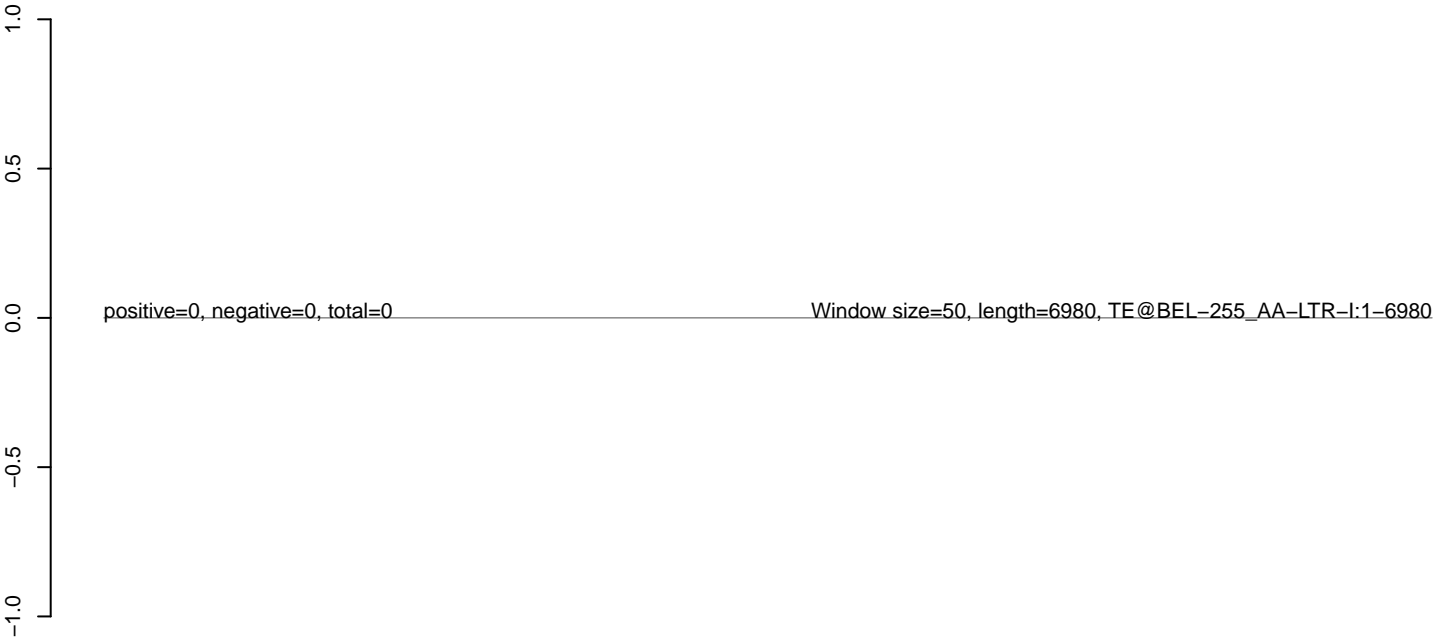 1.0
0.5
0.0
−0.5
−1.0
positive=0, negative=0, total=0
Window size=50, length=6980, TE@BEL−255_AA−LTR−I:1−6980